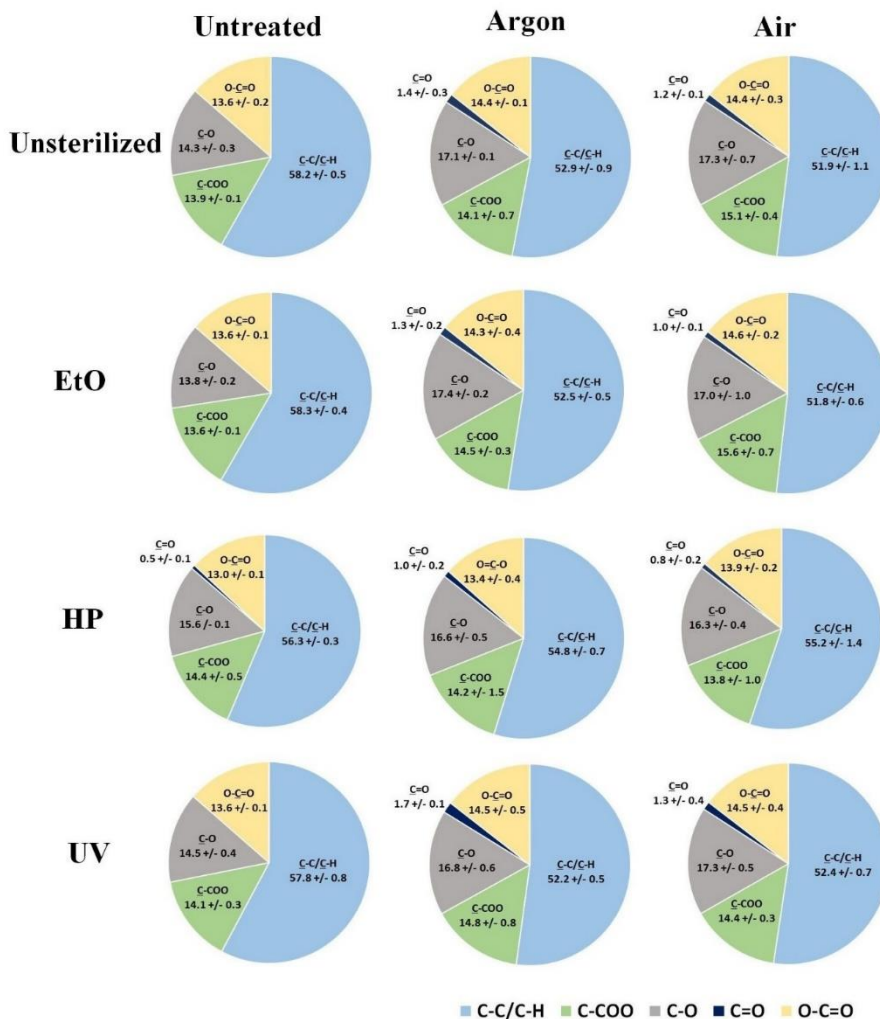 Untreated
Argon
Air
Unsterilized
O-C=O
13.6 +/- 0.2
C-O
14.3 +/- 0.3
C-COO
13.9 +/- 0.1
C-C/C-H
58.2 +/- 0.5
C=O
1.4 +/- 0.3
O-C=O
14.4 +/- 0.1
C-O
17.1 +/- 0.1
C-COO
14.1 +/- 0.7
C-C/C-H
52.9 +/- 0.9
C=O
1.2 +/- 0.1
O-C=O
14.4 +/- 0.3
C-O
17.3 +/- 0.7
C-COO
15.1 +/- 0.4
C-C/C-H
51.9 +/- 1.1
EtO
O-C=O
13.6 +/- 0.1
C-O
13.8 +/- 0.2
C-COO
13.6 +/- 0.1
C-C/C-H
58.3 +/- 0.4
C=O
1.3 +/- 0.2
O-C=O
14.3 +/- 0.4
C-O
17.4 +/- 0.2
C-COO
14.5 +/- 0.3
C-C/C-H
52.5 +/- 0.5
C=O
1.0 +/- 0.1
O-C=O
14.6 +/- 0.2
C-O
17.0 +/- 1.0
C-COO
15.6 +/- 0.7
C-C/C-H
51.8 +/- 0.6
HP
C=O
0.5 +/- 0.1
O-C=O
13.0 +/- 0.1
C-O
15.6 /- 0.1
C-COO
14.4 +/- 0.5
C-C/C-H
56.3 +/- 0.3
C=O
1.0 +/- 0.2
O=C-O
13.4 +/- 0.4
C-O
16.6 +/- 0.5
C-COO
14.2 +/- 1.5
C-C/C-H
54.8 +/- 0.7
C=O
0.8 +/- 0.2
O-C=O
13.9 +/- 0.2
C-O
16.3 +/- 0.4
C-COO
13.8 +/- 1.0
C-C/C-H
55.2 +/- 1.4
UV
O-C=O
13.6 +/- 0.1
C-O
14.5 +/- 0.4
C-COO
14.1 +/- 0.3
C-C/C-H
57.8 +/- 0.8
C=O
1.7 +/- 0.1
O-C=O
14.5 +/- 0.5
C-O
16.8 +/- 0.6
C-COO
14.8 +/- 0.8
C-C/C-H
52.2 +/- 0.5
C=O
1.3 +/- 0.4
O-C=O
14.5 +/- 0.4
C-O
17.3 +/- 0.5
C-COO
14.4 +/- 0.3
C-C/C-H
52.4 +/- 0.7
C-C/C-H C-COO C-O C=O O-C=O